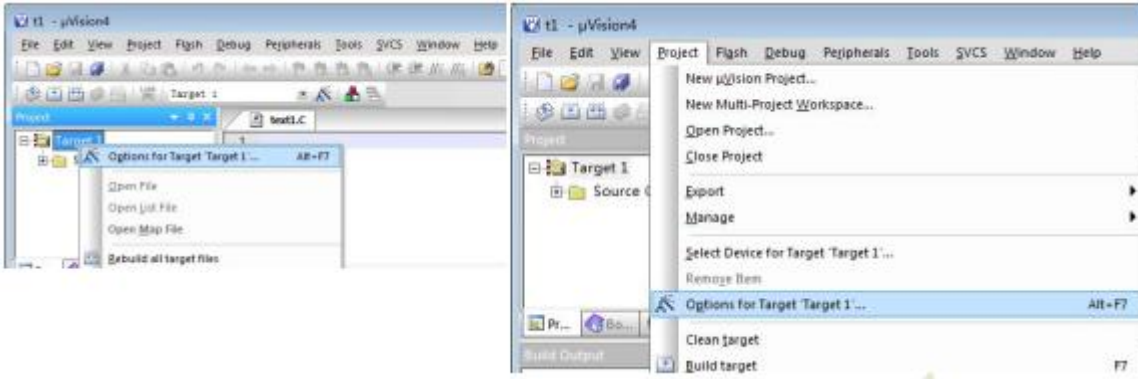 t1 - µVision4
File Edit View Project Flash Debug Peripherals Tools SVCS Window Help
Target 1
Project
text1.C
Target 1
1
S
Options for Target 'Target 1'... Alt+F7
Open File
Open List File
Open Map File
Rebuild all target files
t1 - µVision4
File Edit View Project Flash Debug Peripherals Tools SVCS Window Help
New µVision Project...
New Multi-Project Workspace...
Project
Open Project...
Target 1
Close Project
Source G
Export
Manage
Select Device for Target 'Target 1'...
Remove Item
Options for Target 'Target 1'... Alt+F7
Pr... Bo...
Clean target
Build Output
Build target F7